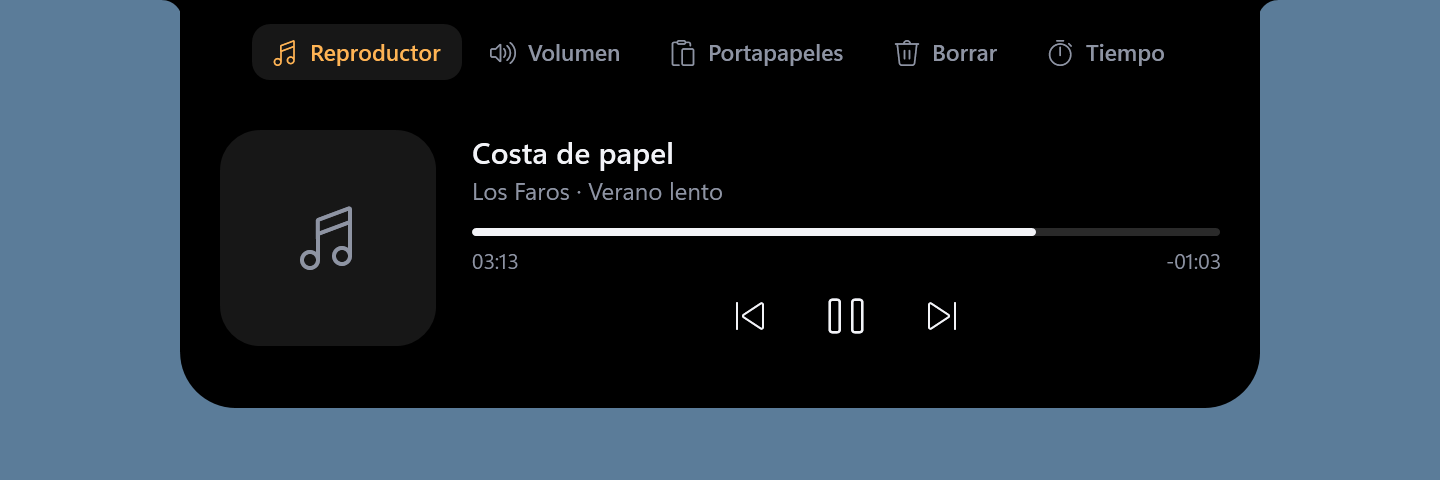 Reproductor Volumen Portapapeles Borrar Tiempo
Costa de papel
Los Faros · Verano lento
03:13 -01:03